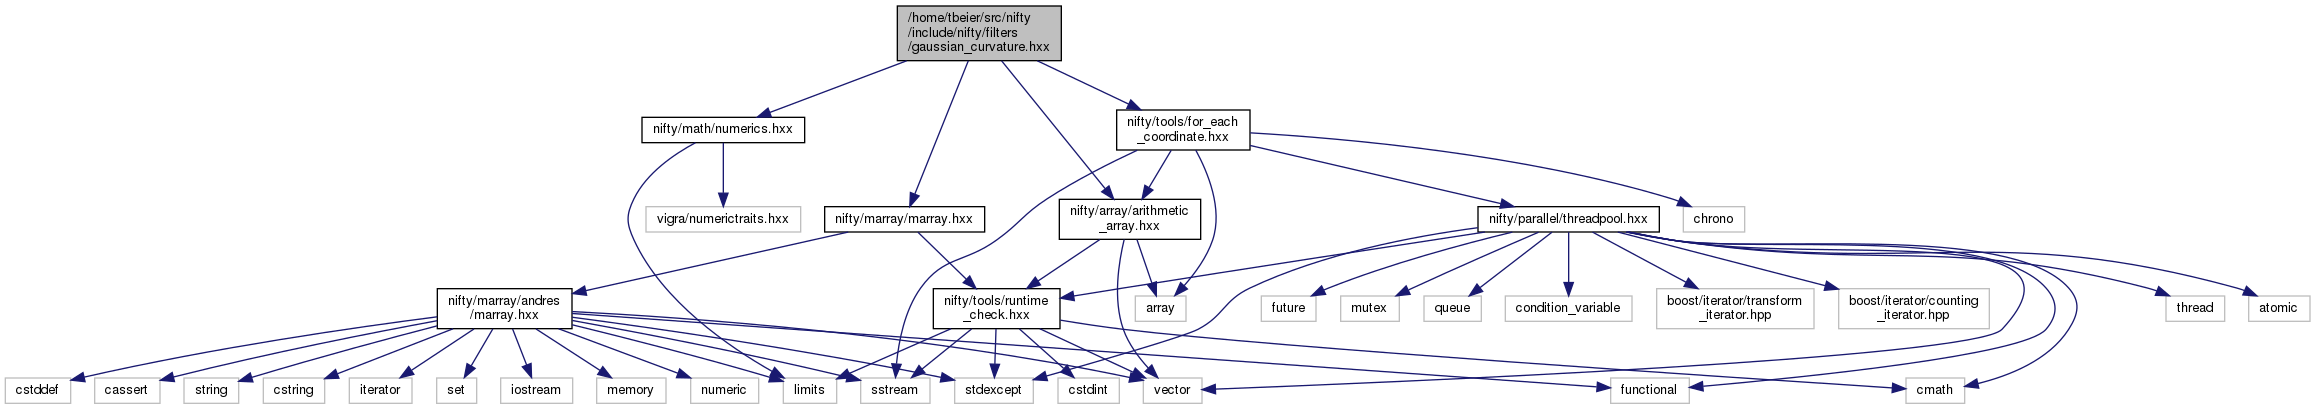 /home/tbeier/src/nifty
/include/nifty/filters
/gaussian_curvature.hxx
nifty/tools/for_each
_coordinate.hxx
nifty/math/numerics.hxx
vigra/numerictraits.hxx
nifty/marray/marray.hxx
nifty/array/arithmetic
_array.hxx
nifty/parallel/threadpool.hxx
chrono
nifty/marray/andres
/marray.hxx
nifty/tools/runtime
_check.hxx
array
future
mutex
queue
condition_variable
boost/iterator/transform
_iterator.hpp
boost/iterator/counting
_iterator.hpp
thread
atomic
cstddef
cassert
string
cstring
iterator
set
iostream
memory
numeric
limits
sstream
stdexcept
cstdint
vector
functional
cmath